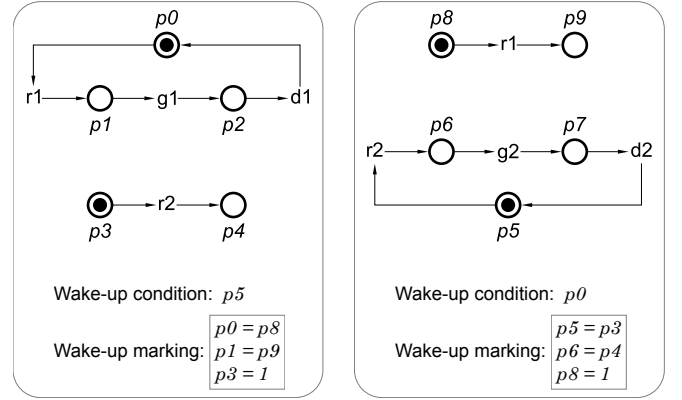 p0
r1 g1 d1
p1 p2
r2
p3 p4
Wake-up condition: p5
p0 = p8
Wake-up marking: p1 = p9
p3 = 1
p8 p9
r1
p6 p7
r2 g2 d2
p5
Wake-up condition: p0
p5 = p3
Wake-up marking: p6 = p4
p8 = 1